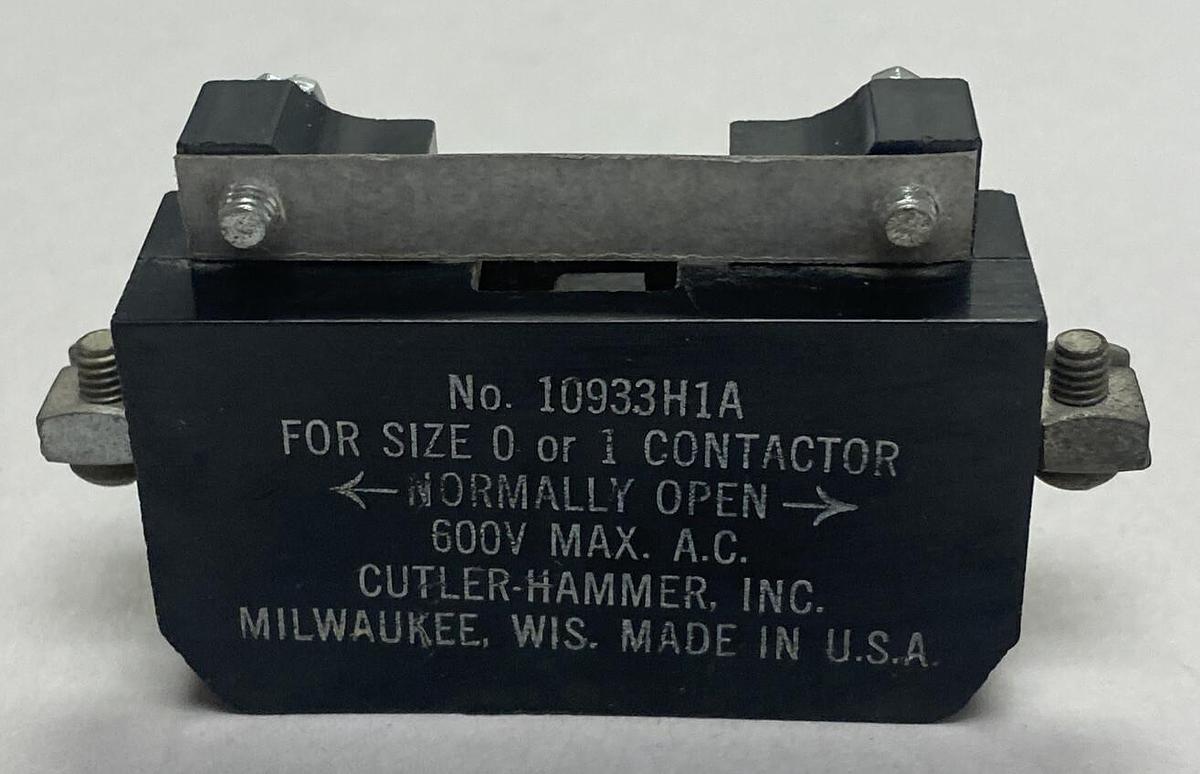 No. 10933H1A
FOR SIZE 0 or 1 CONTACTOR
←NORMALLY OPEN→
600V MAX. A.C.
CUTLER-HAMMER, INC.
MILWAUKEE, WIS. MADE IN U.S.A.